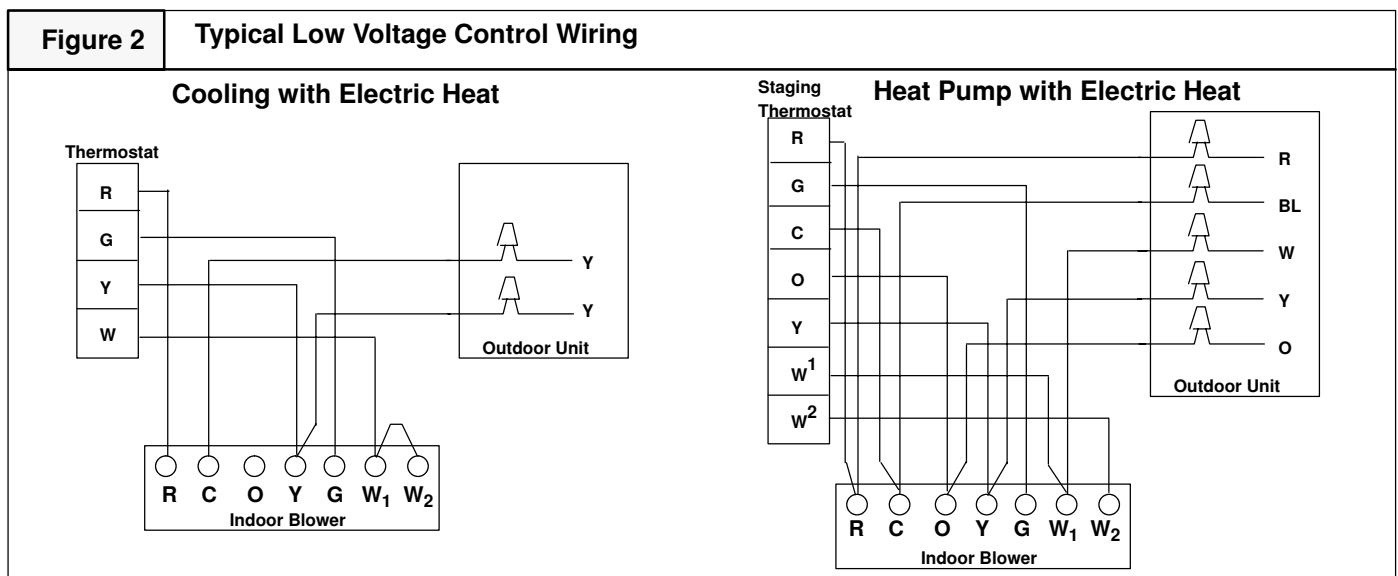 Figure 2
Typical Low Voltage Control Wiring
Cooling with Electric Heat
Thermostat
R
G
Y
W
Y
Y
Outdoor Unit
R C O Y G W₁ W₂
Indoor Blower
Heat Pump with Electric Heat
Staging
Thermostat
R
G
C
O
Y
W¹
W²
R
BL
W
Y
O
Outdoor Unit
R C O Y G W₁ W₂
Indoor Blower